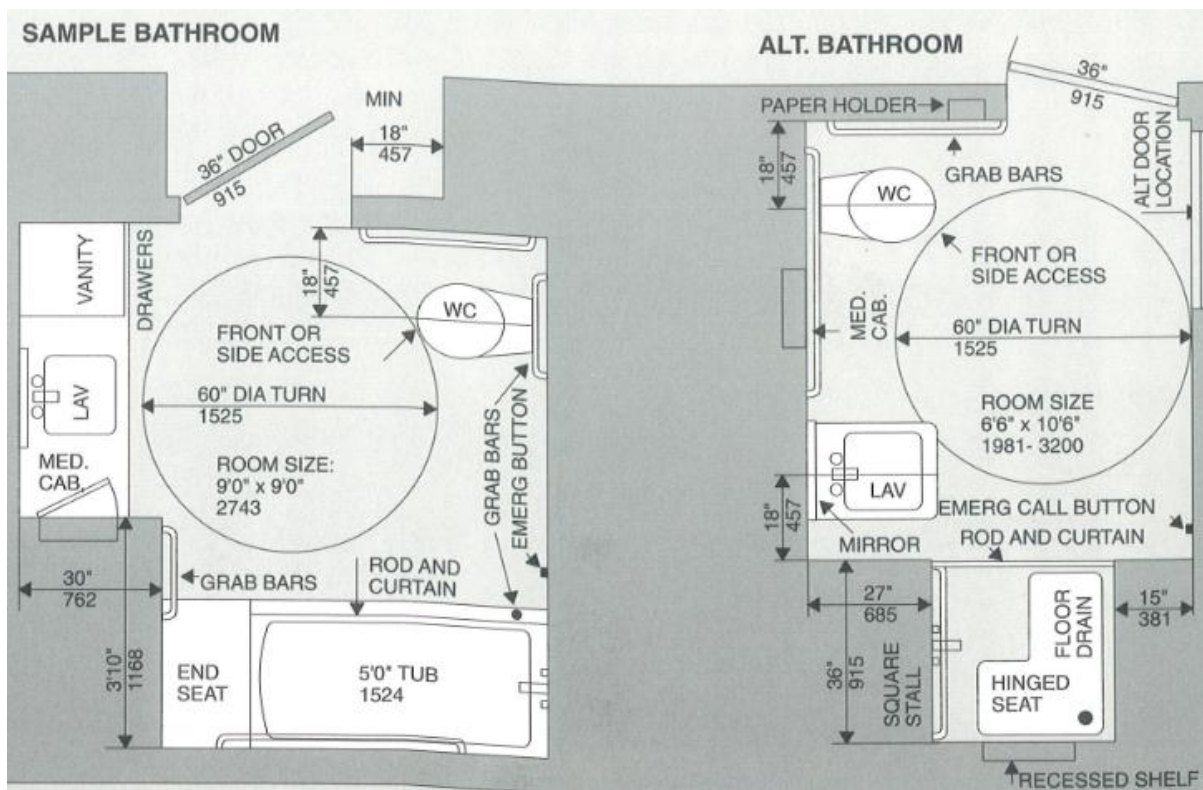 SAMPLE BATHROOM
36" DOOR
915
MIN
18"
457
VANITY
DRAWERS
18"
457
WC
FRONT OR
SIDE ACCESS
LAV
60" DIA TURN
1525
MED.
CAB.
ROOM SIZE:
9'0" x 9'0"
2743
GRAB BARS
EMERG BUTTON
30"
762
GRAB BARS
ROD AND
CURTAIN
3'10"
1168
END
SEAT
5'0" TUB
1524
ALT. BATHROOM
36"
915
PAPER HOLDER
18"
457
GRAB BARS
ALT DOOR
LOCATION
WC
FRONT OR
SIDE ACCESS
MED.
CAB.
60" DIA TURN
1525
ROOM SIZE
6'6" x 10'6"
1981- 3200
LAV
18"
457
EMERG CALL BUTTON
MIRROR
ROD AND CURTAIN
27"
685
15"
381
36"
915
SQUARE
STALL
FLOOR
DRAIN
HINGED
SEAT
RECESSED SHELF